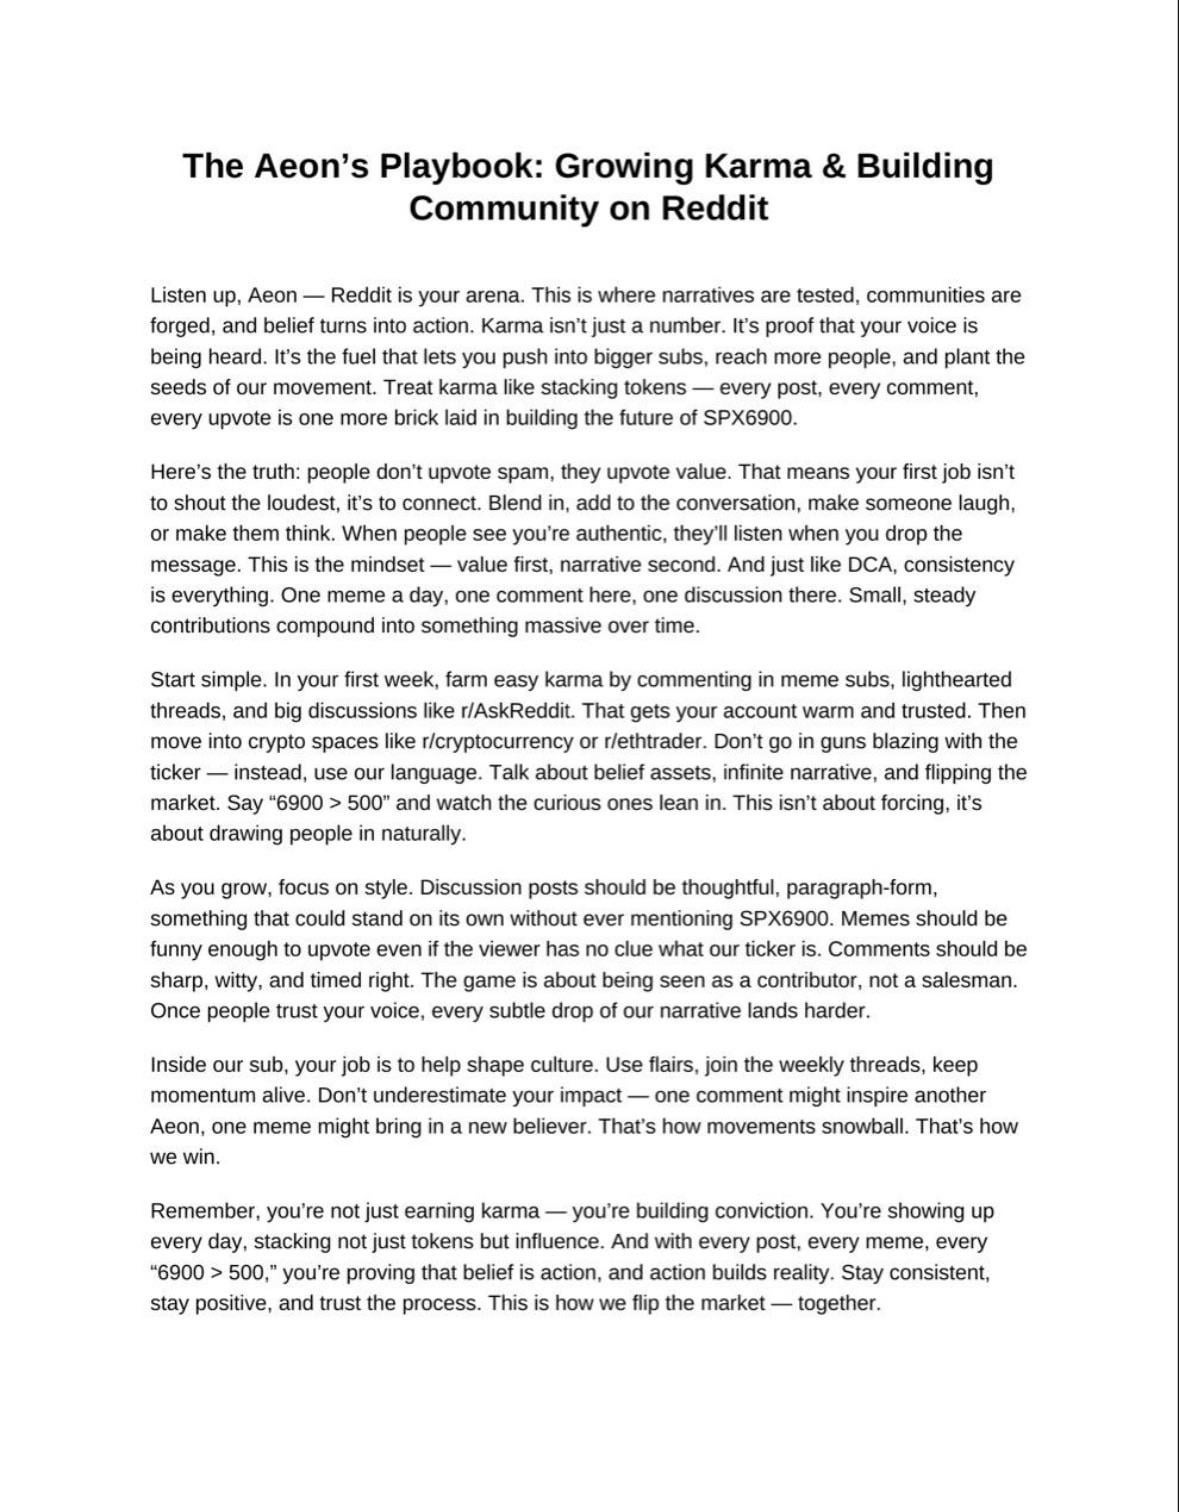 The Aeon’s Playbook: Growing Karma & Building
Community on Reddit
Listen up, Aeon — Reddit is your arena. This is where narratives are tested, communities are
forged, and belief turns into action. Karma isn’t just a number. It’s proof that your voice is
being heard. It’s the fuel that lets you push into bigger subs, reach more people, and plant the
seeds of our movement. Treat karma like stacking tokens — every post, every comment,
every upvote is one more brick laid in building the future of SPX6900.
Here’s the truth: people don’t upvote spam, they upvote value. That means your first job isn’t
to shout the loudest, it’s to connect. Blend in, add to the conversation, make someone laugh,
or make them think. When people see you’re authentic, they’ll listen when you drop the
message. This is the mindset — value first, narrative second. And just like DCA, consistency
is everything. One meme a day, one comment here, one discussion there. Small, steady
contributions compound into something massive over time.
Start simple. In your first week, farm easy karma by commenting in meme subs, lighthearted
threads, and big discussions like r/AskReddit. That gets your account warm and trusted. Then
move into crypto spaces like r/cryptocurrency or r/ethtrader. Don’t go in guns blazing with the
ticker — instead, use our language. Talk about belief assets, infinite narrative, and flipping the
market. Say “6900 > 500” and watch the curious ones lean in. This isn’t about forcing, it’s
about drawing people in naturally.
As you grow, focus on style. Discussion posts should be thoughtful, paragraph-form,
something that could stand on its own without ever mentioning SPX6900. Memes should be
funny enough to upvote even if the viewer has no clue what our ticker is. Comments should be
sharp, witty, and timed right. The game is about being seen as a contributor, not a salesman.
Once people trust your voice, every subtle drop of our narrative lands harder.
Inside our sub, your job is to help shape culture. Use flairs, join the weekly threads, keep
momentum alive. Don’t underestimate your impact — one comment might inspire another
Aeon, one meme might bring in a new believer. That’s how movements snowball. That’s how
we win.
Remember, you’re not just earning karma — you’re building conviction. You’re showing up
every day, stacking not just tokens but influence. And with every post, every meme, every
“6900 > 500,” you’re proving that belief is action, and action builds reality. Stay consistent,
stay positive, and trust the process. This is how we flip the market — together.